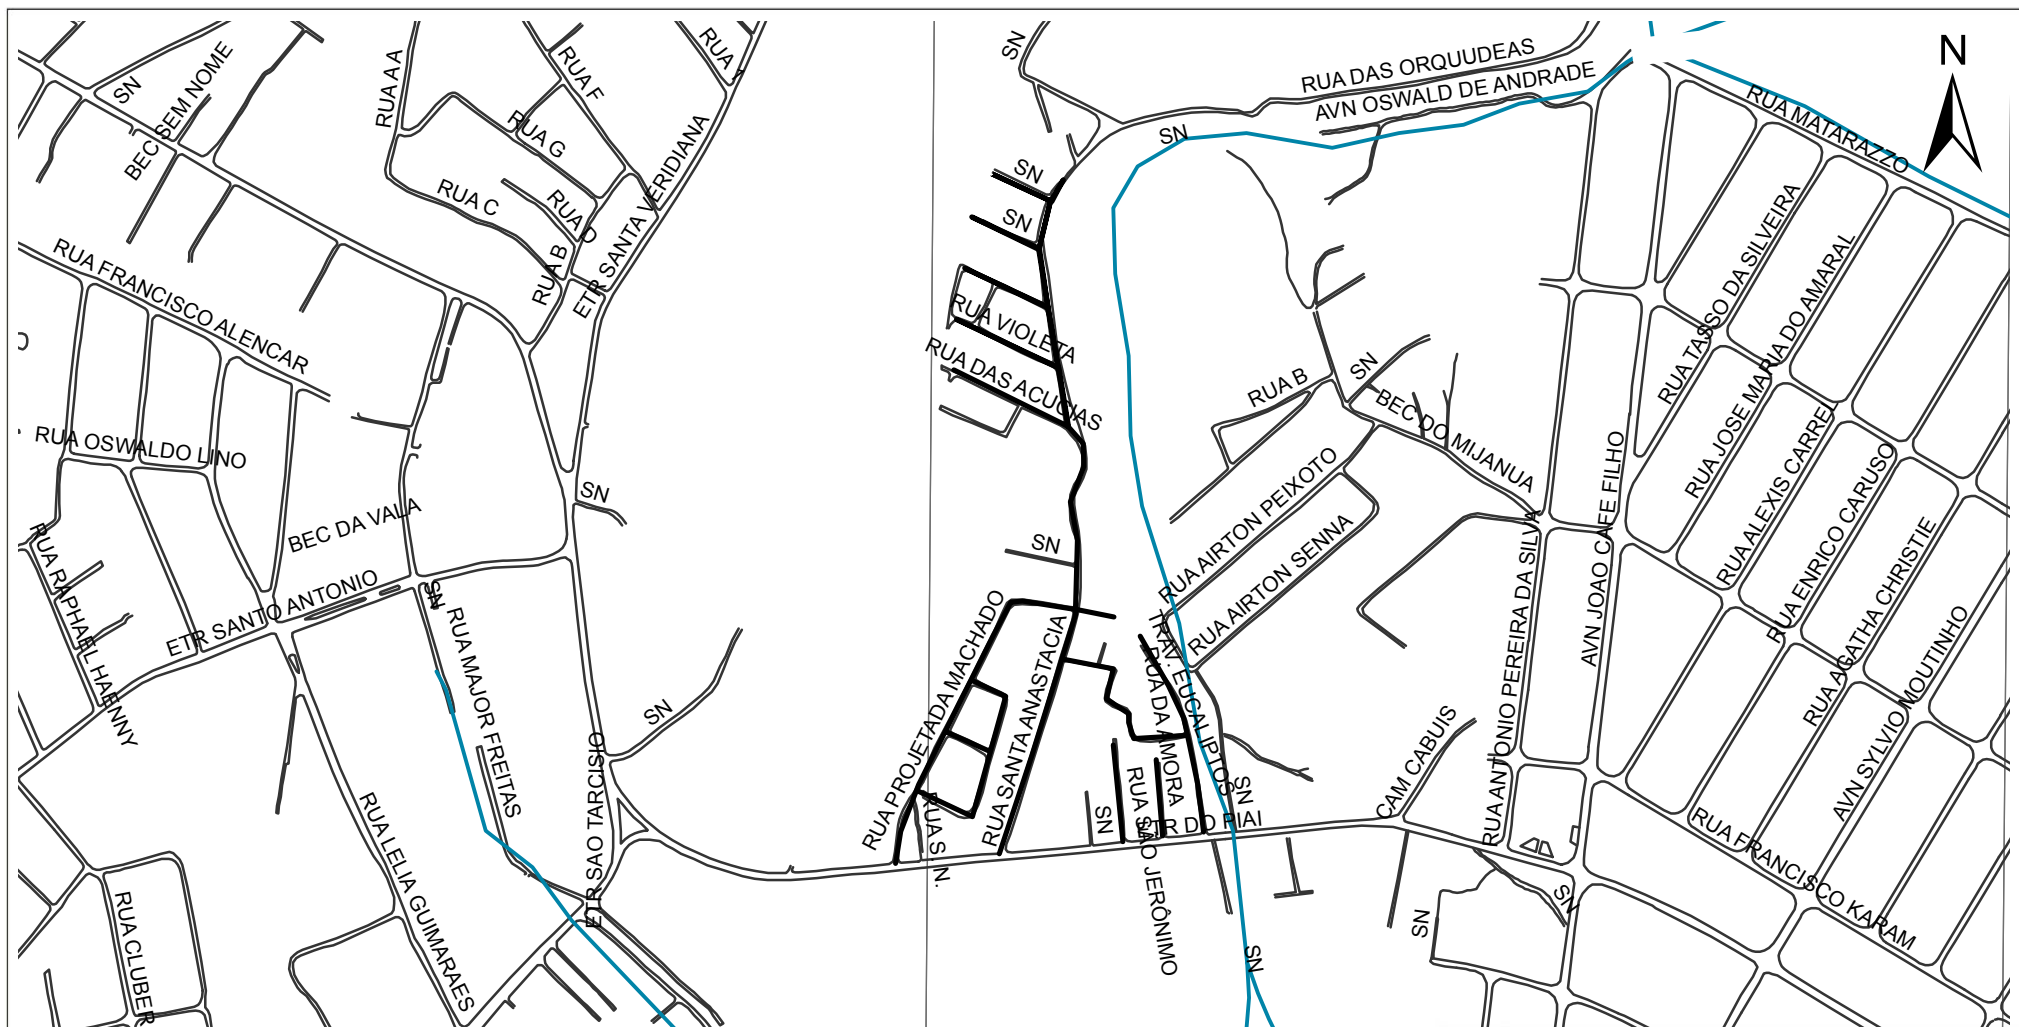 SN
BEC SEM NOME
RUA A A
RUA F
SN
RUA DAS ORQUUDEAS
AVN OSWALD DE ANDRADE
N
RUA MATARAZZO
RUA G
ETR SANTA VERIDIANA
SN
SN
RUA C
RUA D
SN
RUA B
RUA FRANCISCO ALENCAR
RUA VIOLETA
RUA DAS ACUCIAS
RUA TASSO DA SILVEIRA
RUA JOSE MARIA DO AMARAL
RUA B
SN
BEC DO MIJANUA
RUA OSWALDO LINO
SN
BEC DA VALA
RUA RAPHAEL HAENNY
ETR SANTO ANTONIO
SN
SN
RUA AIRTON PEIXOTO
RUA AIRTON SENNA
RUA ANTONIO PEREIRA DA SILVA
AVN JOAO CAFE FILHO
RUA ALEXIS CARREL
RUA ENRICO CARUSO
RUA AGATHA CHRISTIE
AVN SYLVIO MOUTINHO
RUA MAJOR FREITAS
SN
RUA PROJETADA MACHADO
RUA SANTA ANASTACIA
TRAV. EUCALIPTOS
RUA DA AMORA
CAM CABUIS
RUA LELIA GUIMARAES
ETR SAO TARCISIO
RUA S. N.
SN
RUA SÃO JERÔNIMO
SN
ETR DO PIAI
RUA FRANCISCO KARAM
SN
SN
SN
RUA CLUBER